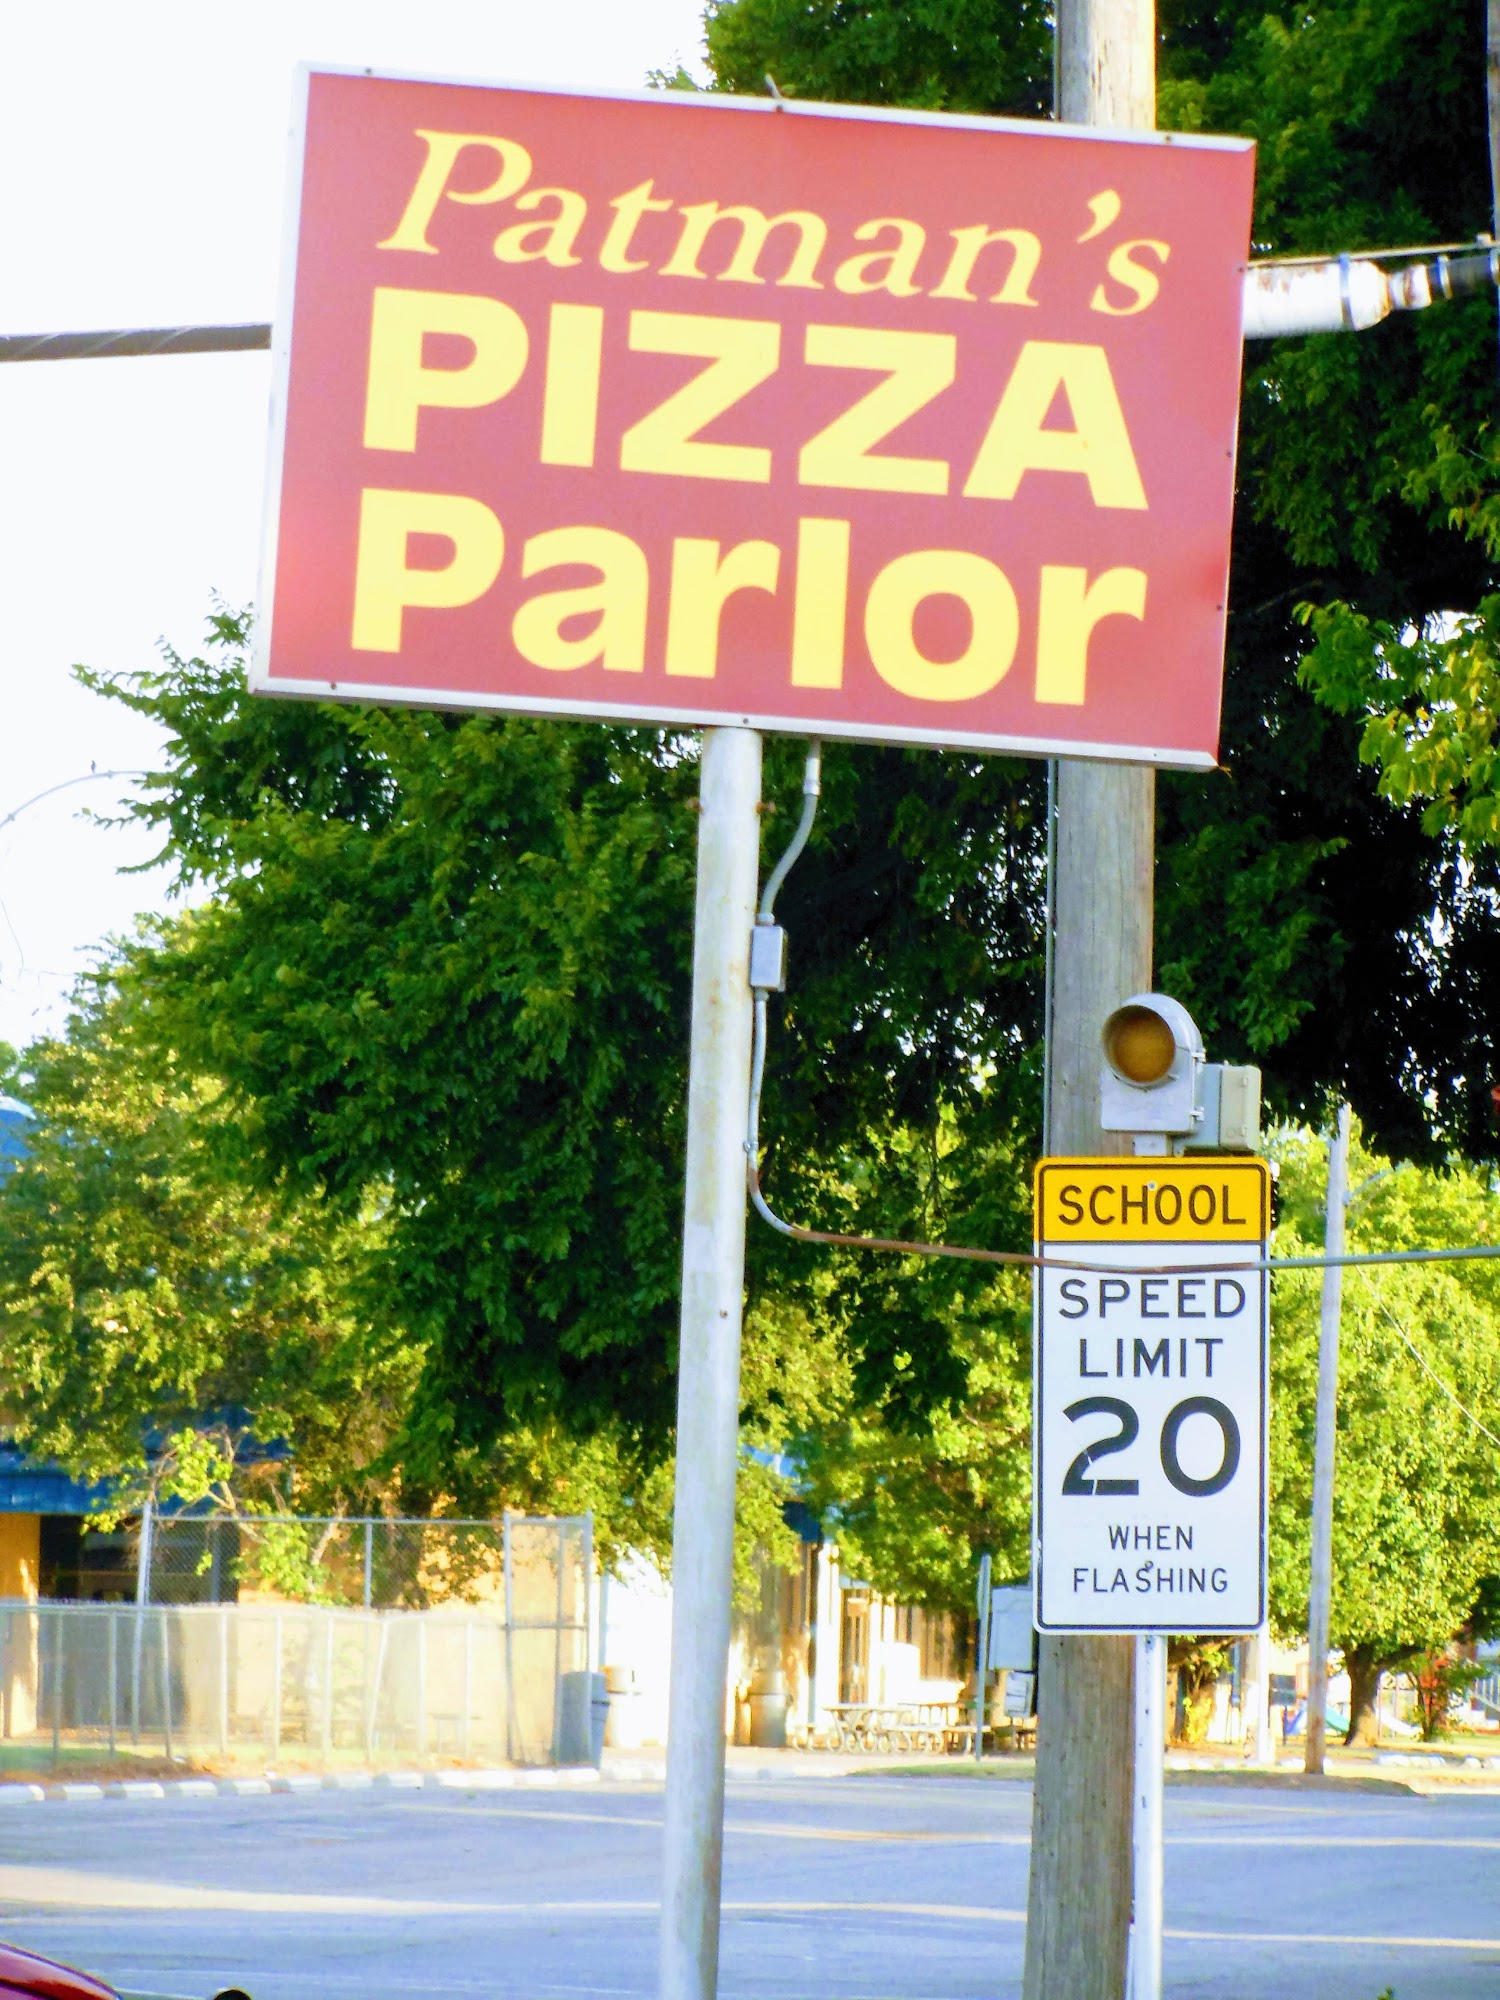 Patman's
PIZZA
Parlor
SCHOOL
SPEED
LIMIT
20
WHEN
FLASHING